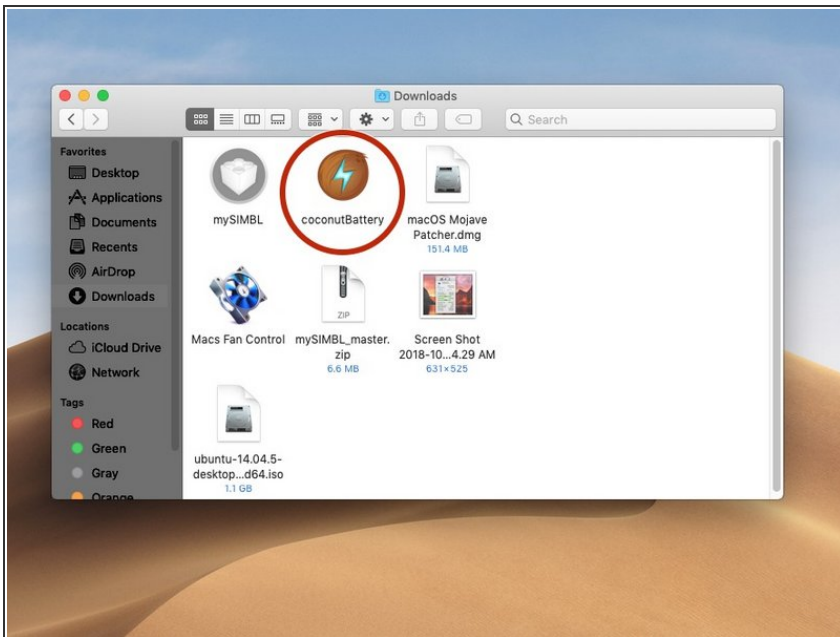 Downloads
Search
Favorites
Desktop
Applications
Documents
Recents
AirDrop
Downloads
Locations
iCloud Drive
Network
Tags
Red
Green
Gray
Orange
mySIMBL
coconutBattery
macOS Mojave
Patcher.dmg
151.4 MB
Macs Fan Control
ZIP
mySIMBL_master.
zip
6.6 MB
Screen Shot
2018-10...4.29 AM
631×525
ubuntu-14.04.5-
desktop...d64.iso
1.1 GB